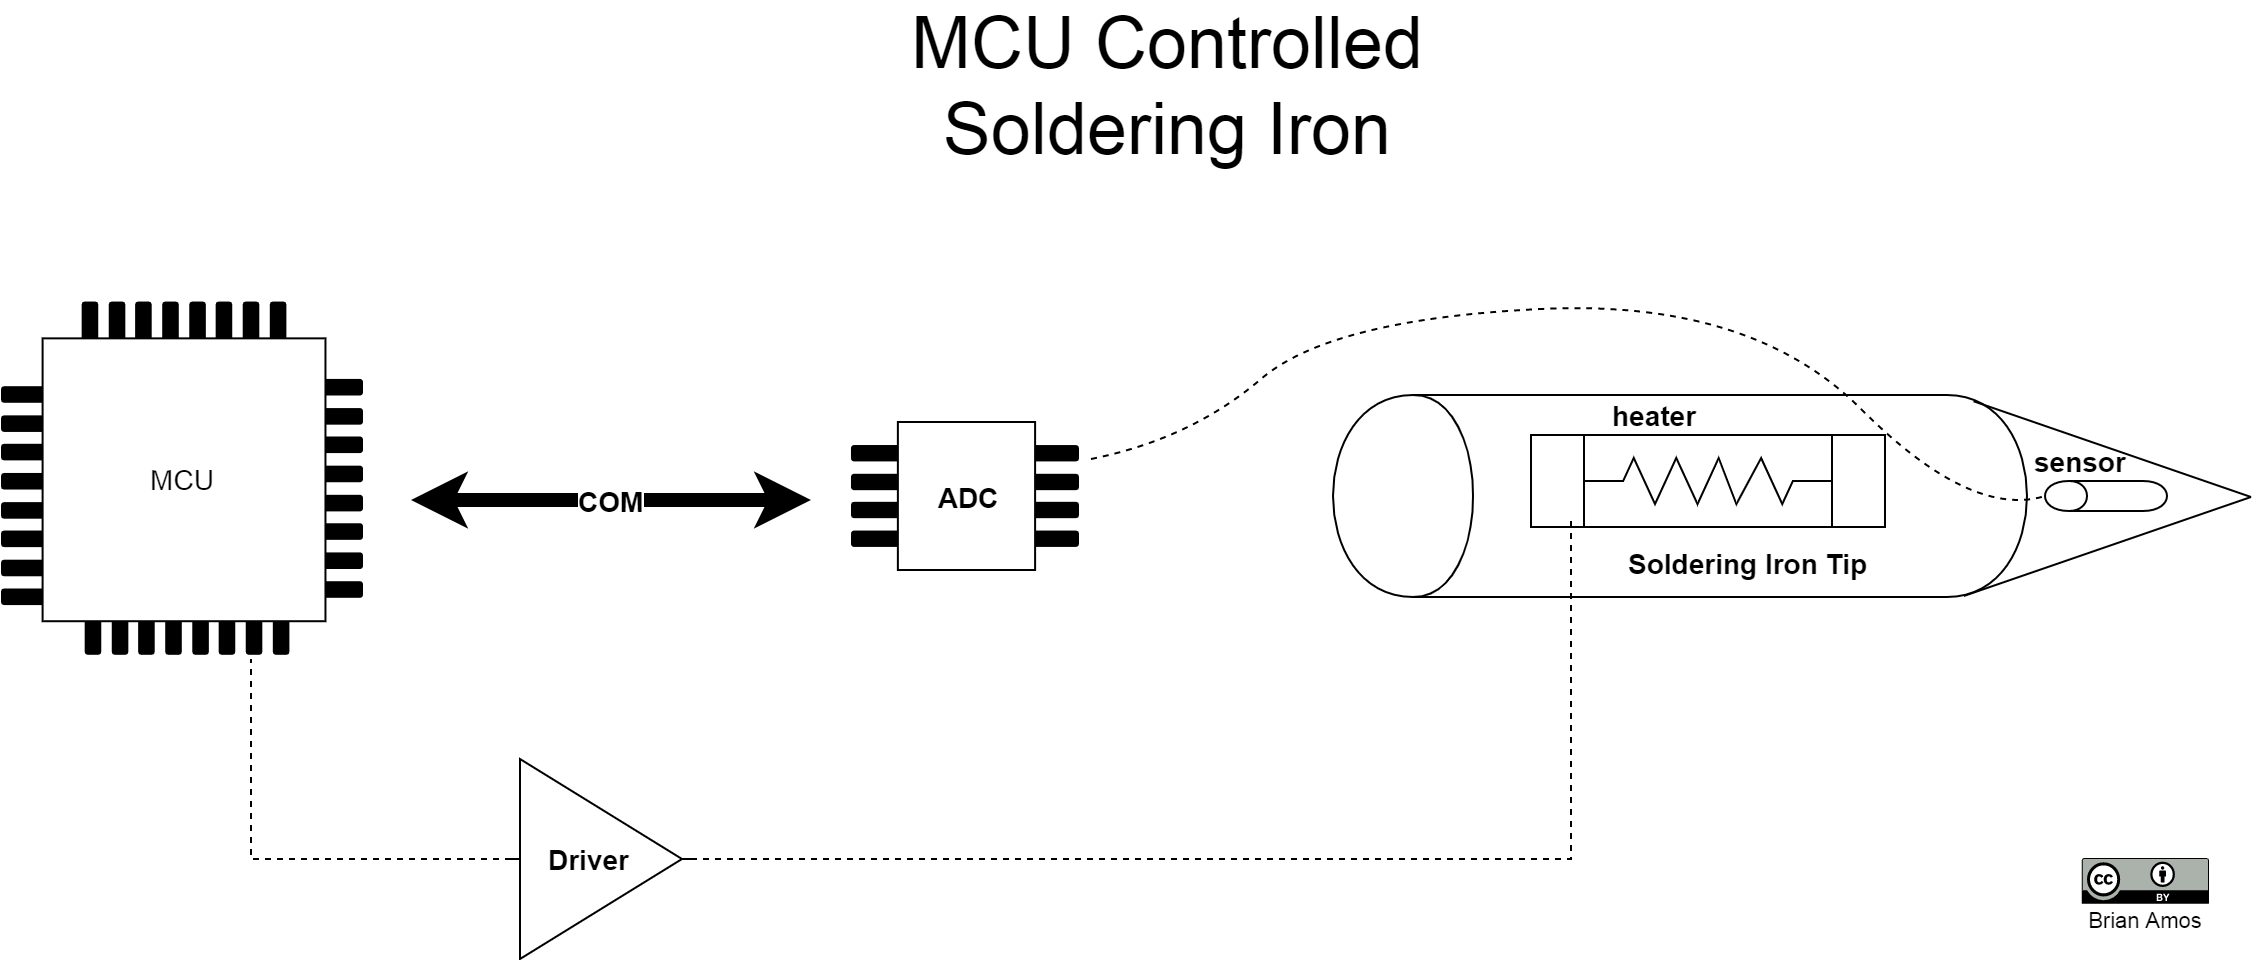 MCU Controlled
Soldering Iron
MCU
COM
ADC
heater
sensor
Soldering Iron Tip
Driver
cc
BY
Brian Amos